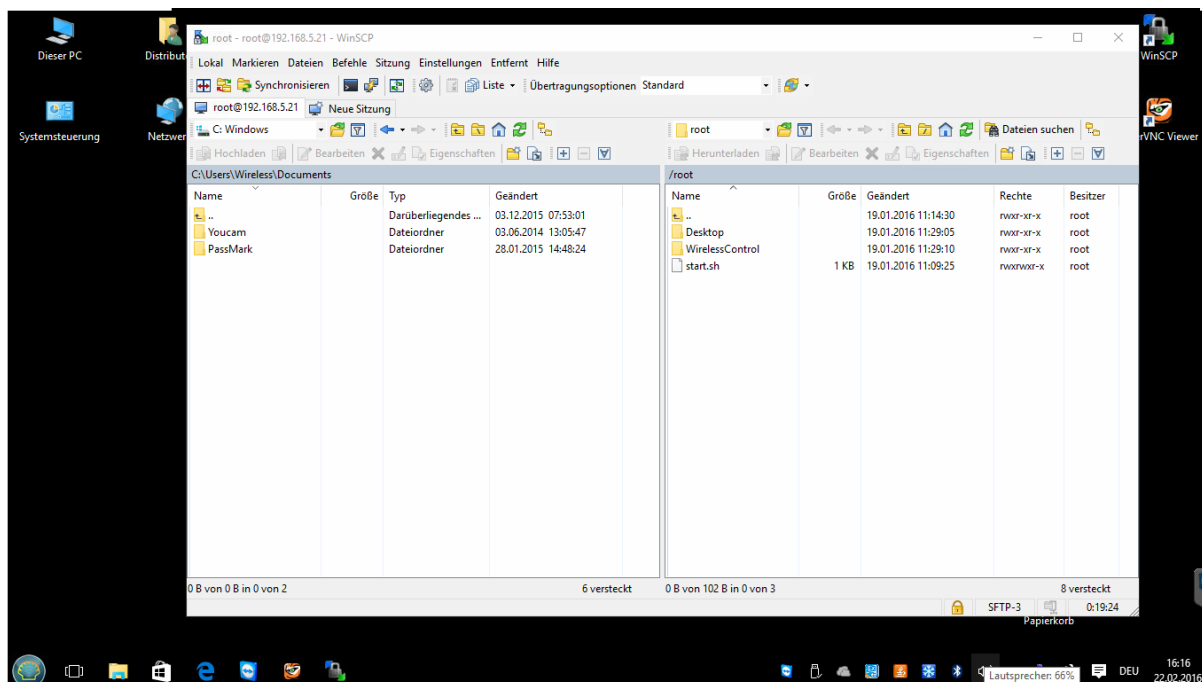 Dieser PC
Distribut
Systemsteuerung
Netzwer
root - root@192.168.5.21 - WinSCP
Lokal Markieren Dateien Befehle Sitzung Einstellungen Entfernt Hilfe
Synchronisieren Liste Übertragungsoptionen Standard
root@192.168.5.21 Neue Sitzung
C: Windows
Hochladen Bearbeiten Eigenschaften
C:\Users\Wireless\Documents
Name Größe Typ Geändert
.. Darüberliegendes ... 03.12.2015 07:53:01
Youcam Dateiordner 03.06.2014 13:05:47
PassMark Dateiordner 28.01.2015 14:48:24
0 B von 0 B in 0 von 2 6 versteckt
root Dateien suchen
Herunterladen Bearbeiten Eigenschaften
/root
Name Größe Geändert Rechte Besitzer
.. 19.01.2016 11:14:30 rwxr-xr-x root
Desktop 19.01.2016 11:29:05 rwxr-xr-x root
WirelessControl 19.01.2016 11:29:10 rwxr-xr-x root
start.sh 1 KB 19.01.2016 11:09:25 rwxrwxr-x root
0 B von 102 B in 0 von 3 8 versteckt
SFTP-3 0:19:24
WinSCP
rVNC Viewer
Papierkorb
Lautsprecher: 66%
DEU
16:16
22.02.2016